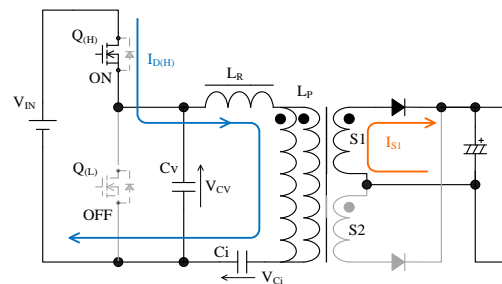 Q(H)
ID(H)
ON
LR
LP
VIN
S1
IS1
Q(L)
Cv
VCV
OFF
S2
Ci
VCi